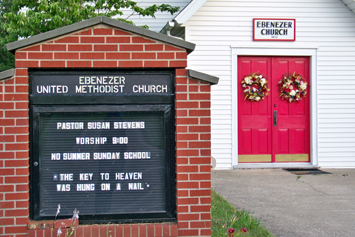 EBENEZER
UNITED METHODIST CHURCH
PASTOR SUSAN STEVENS
WORSHIP 9:00
NO SUMMER SUNDAY SCHOOL
"THE KEY TO HEAVEN
WAS HUNG ON A NAIL"
EBENEZER
CHURCH